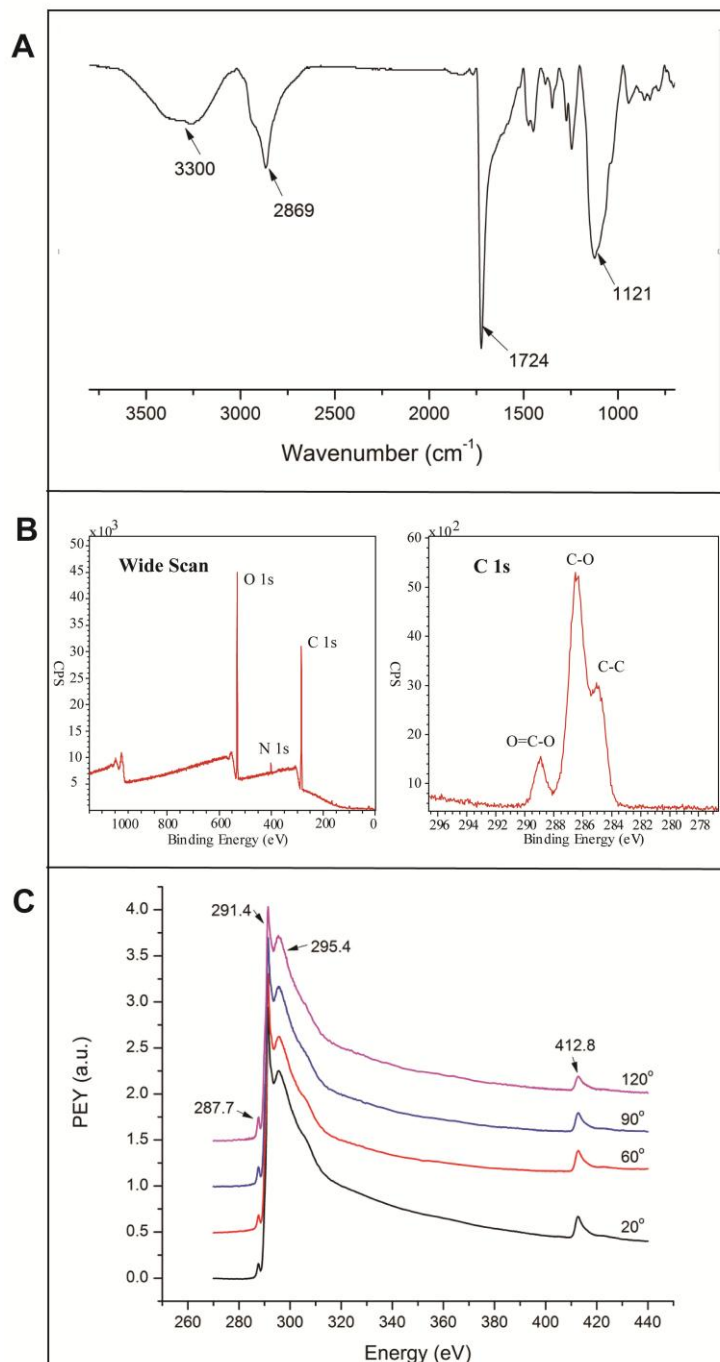 A
3300
2869
1724
1121
3500 3000 2500 2000 1500 1000
Wavenumber (cm⁻¹)
B
x10³
Wide Scan
50
45
40
35
30
25
20
15
10
5
CPS
O 1s
C 1s
N 1s
1000 800 600 400 200 0
Binding Energy (eV)
x10²
C 1s
60
50
40
30
20
10
CPS
C-O
C-C
O=C-O
296 294 292 290 288 286 284 282 280 278
Binding Energy (eV)
C
4.0
3.5
3.0
2.5
2.0
1.5
1.0
0.5
0.0
PEY (a.u.)
291.4
295.4
287.7
412.8
120°
90°
60°
20°
260 280 300 320 340 360 380 400 420 440
Energy (eV)